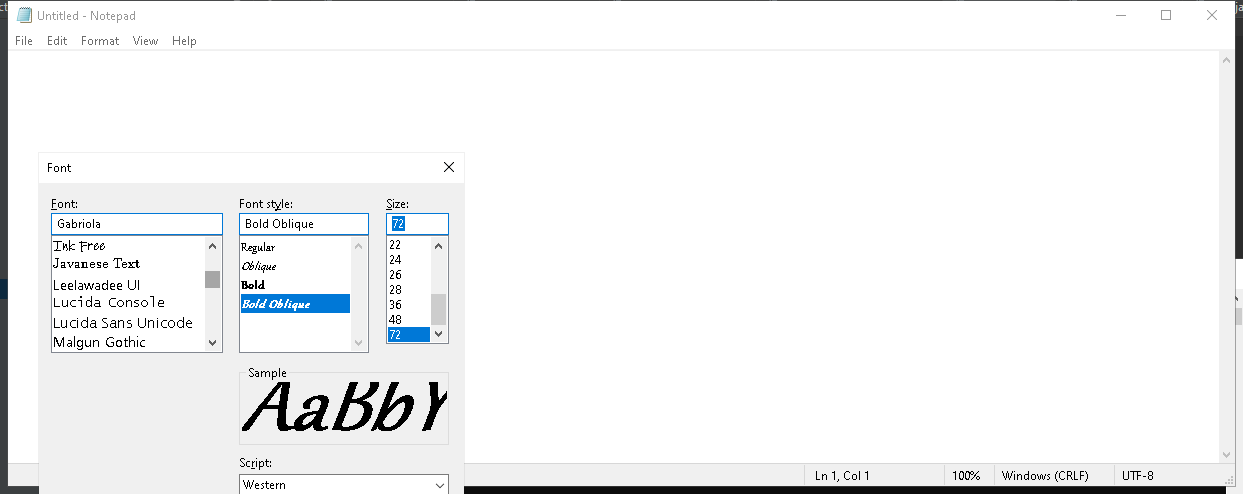 Untitled - Notepad
File Edit Format View Help
Font
Font: Font style: Size:
Gabriola Bold Oblique 72
Ink Free Regular 22
Javanese Text Oblique 24
Leelawadee UI Bold 26
Lucida Console Bold Oblique 28
Lucida Sans Unicode 36
Malgun Gothic 48
72
Sample
AaBbY
Script:
Western
Ln 1, Col 1 100% Windows (CRLF) UTF-8